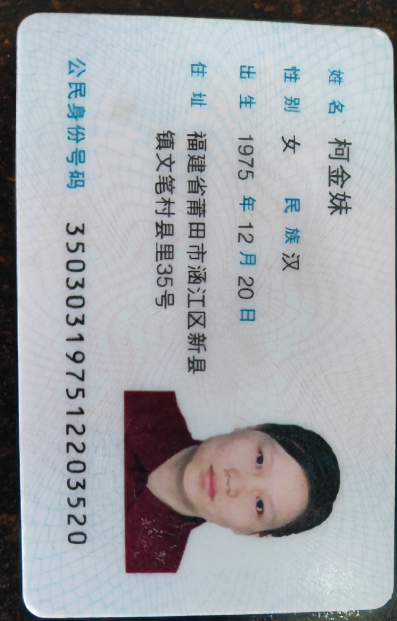 姓名 柯金妹
性别 女 民族 汉
出生 1975 年 12 月 20 日
住址 福建省莆田市涵江区新县
镇文笔村县里35号
公民身份号码 350303197512203520